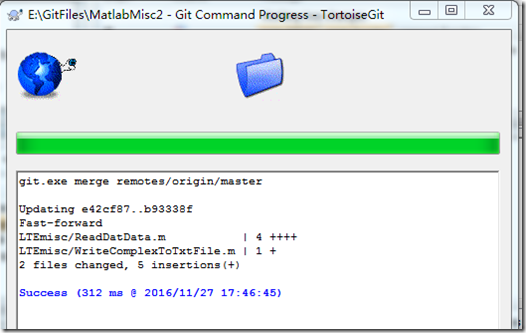 E:\GitFiles\MatlabMisc2 - Git Command Progress - TortoiseGit
git.exe merge remotes/origin/master
Updating e42cf87..b93338f
Fast-forward
LTEmisc/ReadDatData.m | 4 ++++
LTEmisc/WriteComplexToTxtFile.m | 1 +
2 files changed, 5 insertions(+)
Success (312 ms @ 2016/11/27 17:46:45)